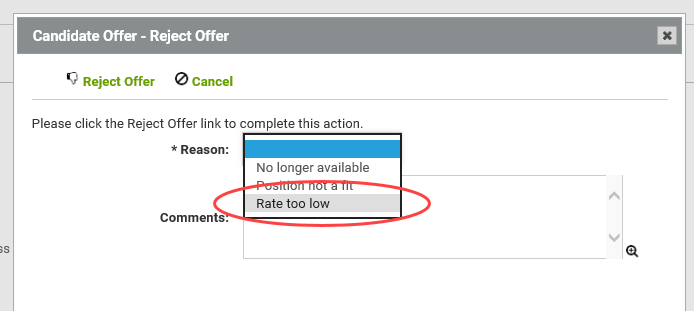 Candidate Offer - Reject Offer
Reject Offer
Cancel
Please click the Reject Offer link to complete this action.
* Reason:
No longer available
Position not a fit
Rate too low
Comments:
ss